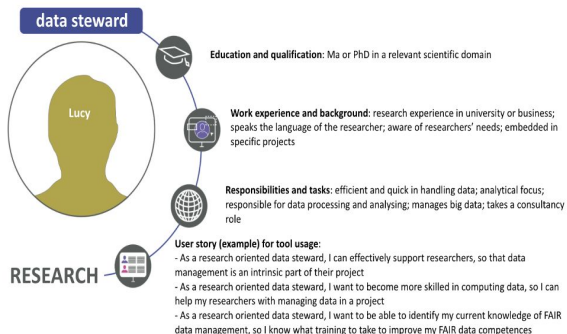 data steward
Lucy
Education and qualification: Ma or PhD in a relevant scientific domain
Work experience and background: research experience in university or business;
speaks the language of the researcher; aware of researchers' needs; embedded in
specific projects
Responsibilities and tasks: efficient and quick in handling data; analytical focus;
responsible for data processing and analysing; manages big data; takes a consultancy
role
RESEARCH
User story (example) for tool usage:
- As a research oriented data steward, I can effectively support researchers, so that data
management is an intrinsic part of their project
- As a research oriented data steward, I want to become more skilled in computing data, so I can
help my researchers with managing data in a project
- As a research oriented data steward, I want to be able to identify my current knowledge of FAIR
data management, so I know what training to take to improve my FAIR data competences